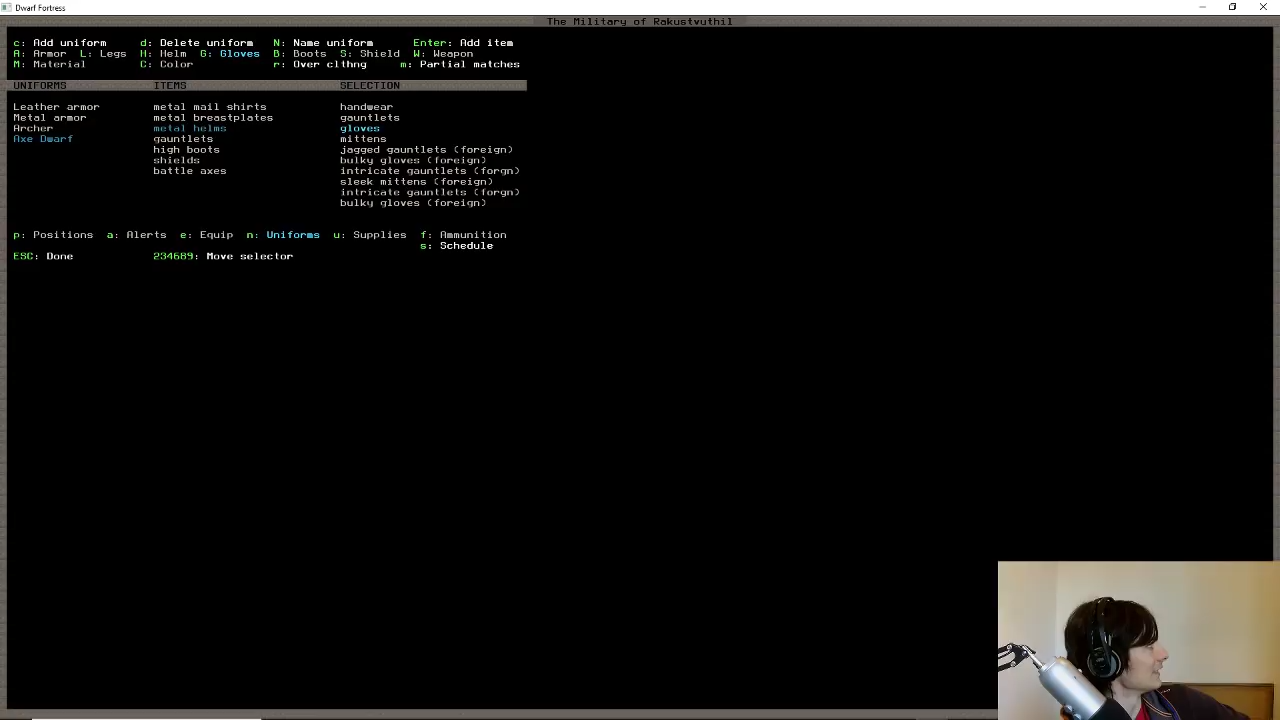 Dwarf Fortress
The Military of Rakustvuthil
c: Add uniform d: Delete uniform N: Name uniform Enter: Add item
A: Armor L: Legs H: Helm G: Gloves B: Boots S: Shield W: Weapon
M: Material C: Color r: Over clthng m: Partial matches
UNIFORMS ITEMS SELECTION
Leather armor metal mail shirts handwear
Metal armor metal breastplates gauntlets
Archer metal helms gloves
Axe Dwarf gauntlets mittens
high boots jagged gauntlets (foreign)
shields bulky gloves (foreign)
battle axes intricate gauntlets (forgn)
sleek mittens (foreign)
intricate gauntlets (forgn)
bulky gloves (foreign)
p: Positions a: Alerts e: Equip n: Uniforms u: Supplies f: Ammunition
s: Schedule
ESC: Done 234689: Move selector